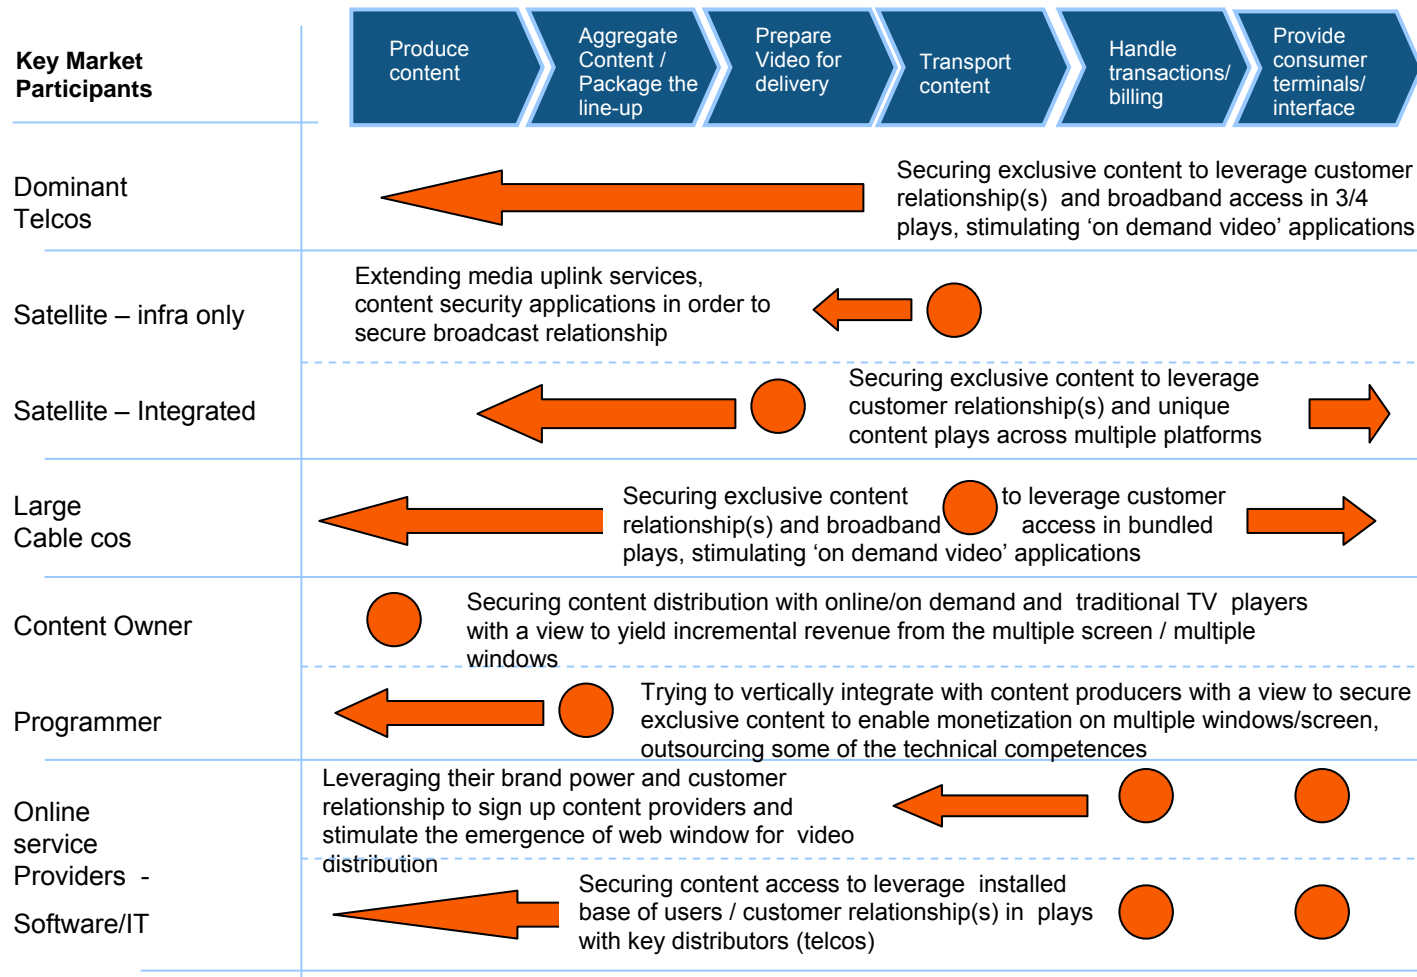 Key Market
Participants
Produce
content
Aggregate
Content /
Package the
line-up
Prepare
Video for
delivery
Transport
content
Handle
transactions/
billing
Provide
consumer
terminals/
interface
Dominant
Telcos
Securing exclusive content to leverage customer
relationship(s) and broadband access in 3/4
plays, stimulating ‘on demand video’ applications
Satellite – infra only
Extending media uplink services,
content security applications in order to
secure broadcast relationship
Satellite – Integrated
Securing exclusive content to leverage
customer relationship(s) and unique
content plays across multiple platforms
Large
Cable cos
Securing exclusive content to leverage customer
relationship(s) and broadband access in bundled
plays, stimulating ‘on demand video’ applications
Content Owner
Securing content distribution with online/on demand and traditional TV players
with a view to yield incremental revenue from the multiple screen / multiple
windows
Programmer
Trying to vertically integrate with content producers with a view to secure
exclusive content to enable monetization on multiple windows/screen,
outsourcing some of the technical competences
Online
service
Providers -
Software/IT
Leveraging their brand power and customer
relationship to sign up content providers and
stimulate the emergence of web window for video
distribution
Securing content access to leverage installed
base of users / customer relationship(s) in plays
with key distributors (telcos)